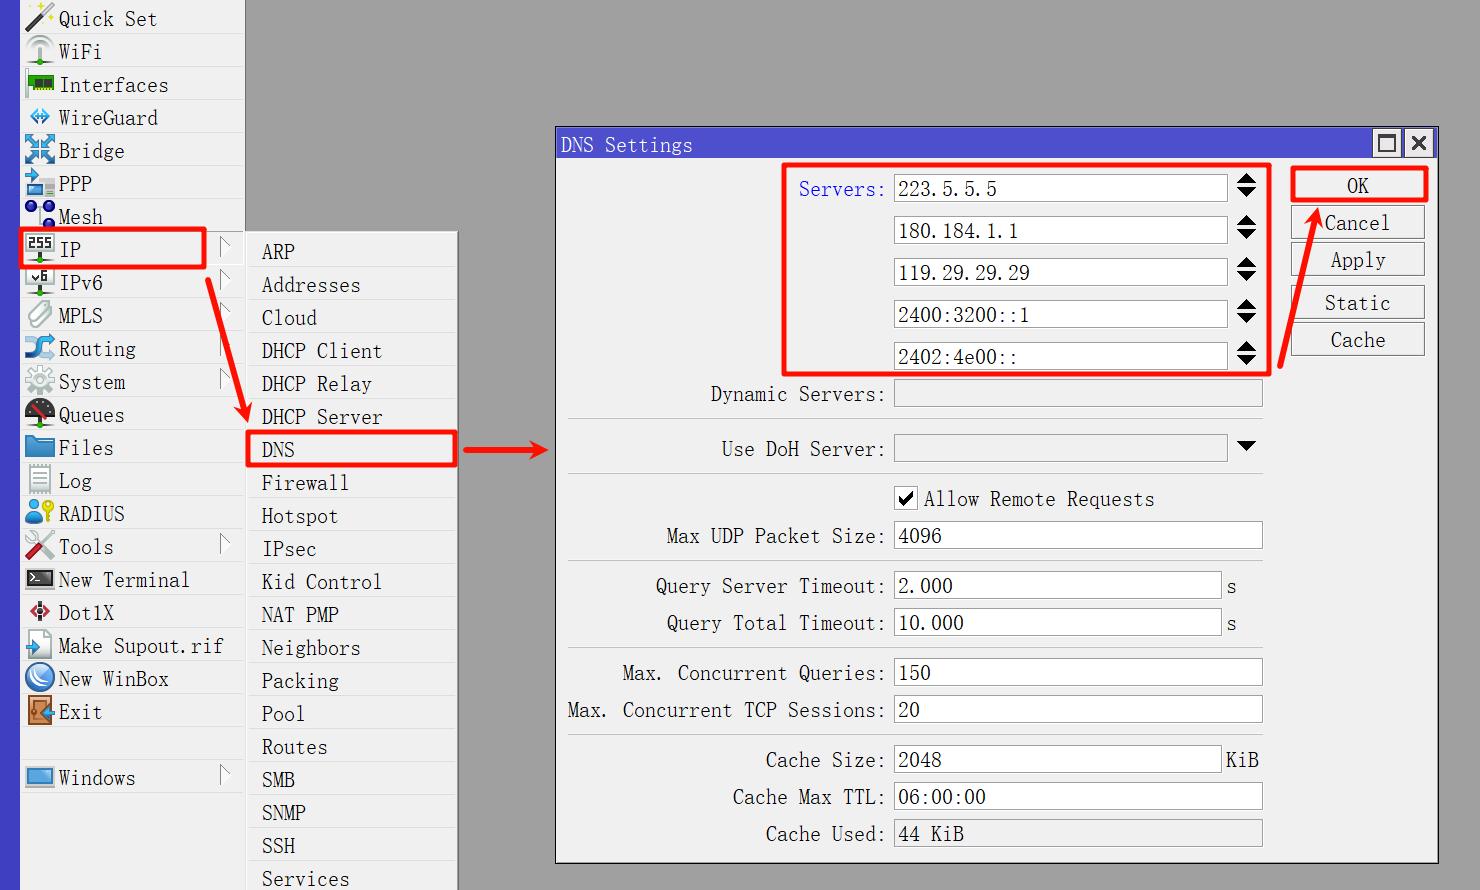 Quick Set
WiFi
Interfaces
WireGuard
Bridge
PPP
Mesh
255
IP
v6
IPv6
MPLS
Routing
System
Queues
Files
Log
RADIUS
Tools
New Terminal
Dot1X
Make Supout.rif
New WinBox
Exit
Windows
ARP
Addresses
Cloud
DHCP Client
DHCP Relay
DHCP Server
DNS
Firewall
Hotspot
IPsec
Kid Control
NAT PMP
Neighbors
Packing
Pool
Routes
SMB
SNMP
SSH
Services
DNS Settings
Servers: 223.5.5.5
180.184.1.1
119.29.29.29
2400:3200::1
2402:4e00::
Dynamic Servers:
Use DoH Server:
Allow Remote Requests
Max UDP Packet Size: 4096
Query Server Timeout: 2.000 s
Query Total Timeout: 10.000 s
Max. Concurrent Queries: 150
Max. Concurrent TCP Sessions: 20
Cache Size: 2048 KiB
Cache Max TTL: 06:00:00
Cache Used: 44 KiB
OK
Cancel
Apply
Static
Cache